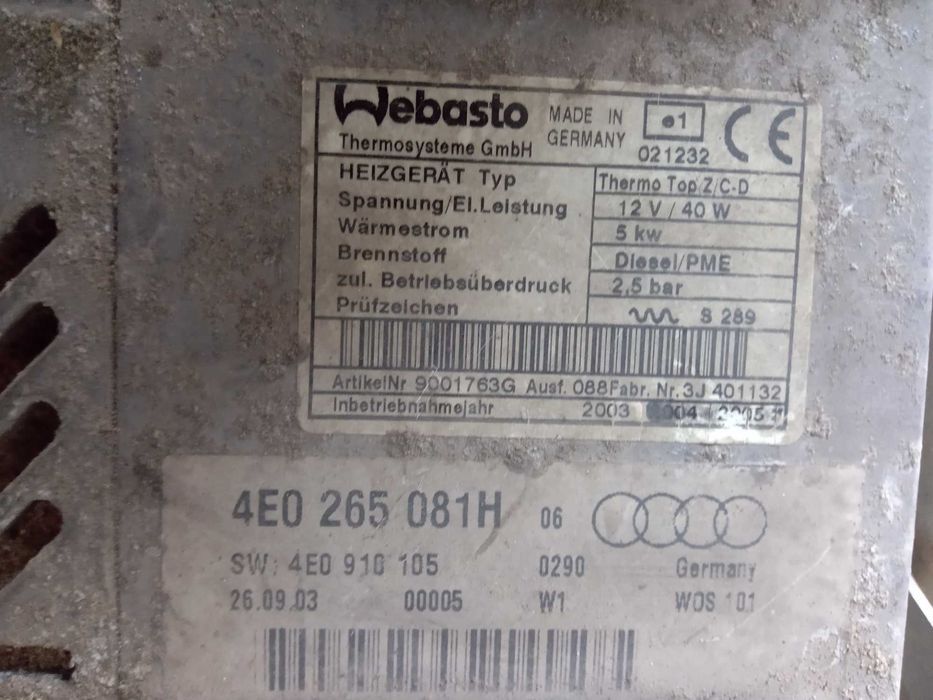 Webasto
Thermosysteme GmbH
MADE IN
GERMANY
e1
021232
CE
HEIZGERÄT Typ Thermo Top Z/C-D
Spannung/El.Leistung 12 V / 40 W
Wärmestrom 5 kw
Brennstoff Diesel/PME
zul. Betriebsüberdruck 2,5 bar
Prüfzeichen S 289
ArtikelNr 9001763G Ausf. 088 Fabr. Nr. 3J 401132
Inbetriebnahmejahr 2003 2004 2005
4E0 265 081H 06
SW: 4E0 910 105 0290 Germany
26.09.03 00005 W1 WOS 101